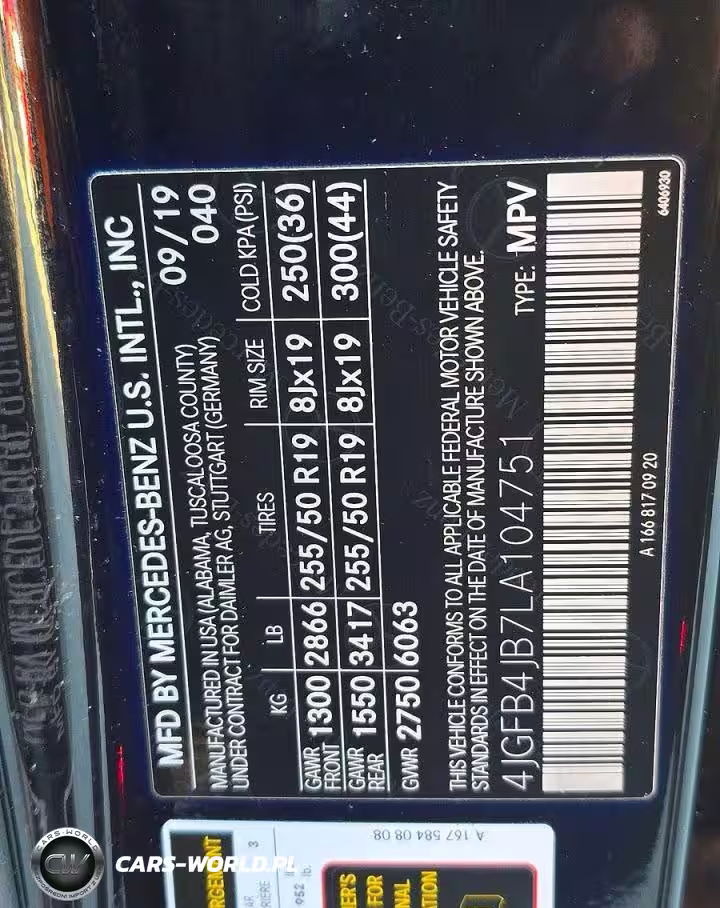 MFD BY MERCEDES-BENZ U.S. INTL., INC
MANUFACTURED IN USA (ALABAMA, TUSCALOOSA COUNTY) 09/19
UNDER CONTRACT FOR DAIMLER AG, STUTTGART (GERMANY) 040
KG LB TIRES RIM SIZE COLD KPA (PSI)
GAWR FRONT 1300 2866 255/50 R19 8Jx19 250(36)
GAWR REAR 1550 3417 255/50 R19 8Jx19 300(44)
GVWR 2750 6063
THIS VEHICLE CONFORMS TO ALL APPLICABLE FEDERAL MOTOR VEHICLE SAFETY
STANDARDS IN EFFECT ON THE DATE OF MANUFACTURE SHOWN ABOVE.
4JGFB4JB7LA104751 TYPE: MPV
A 166 817 09 20 6406930
A 167 584 08 08
CARS-WORLD.PL